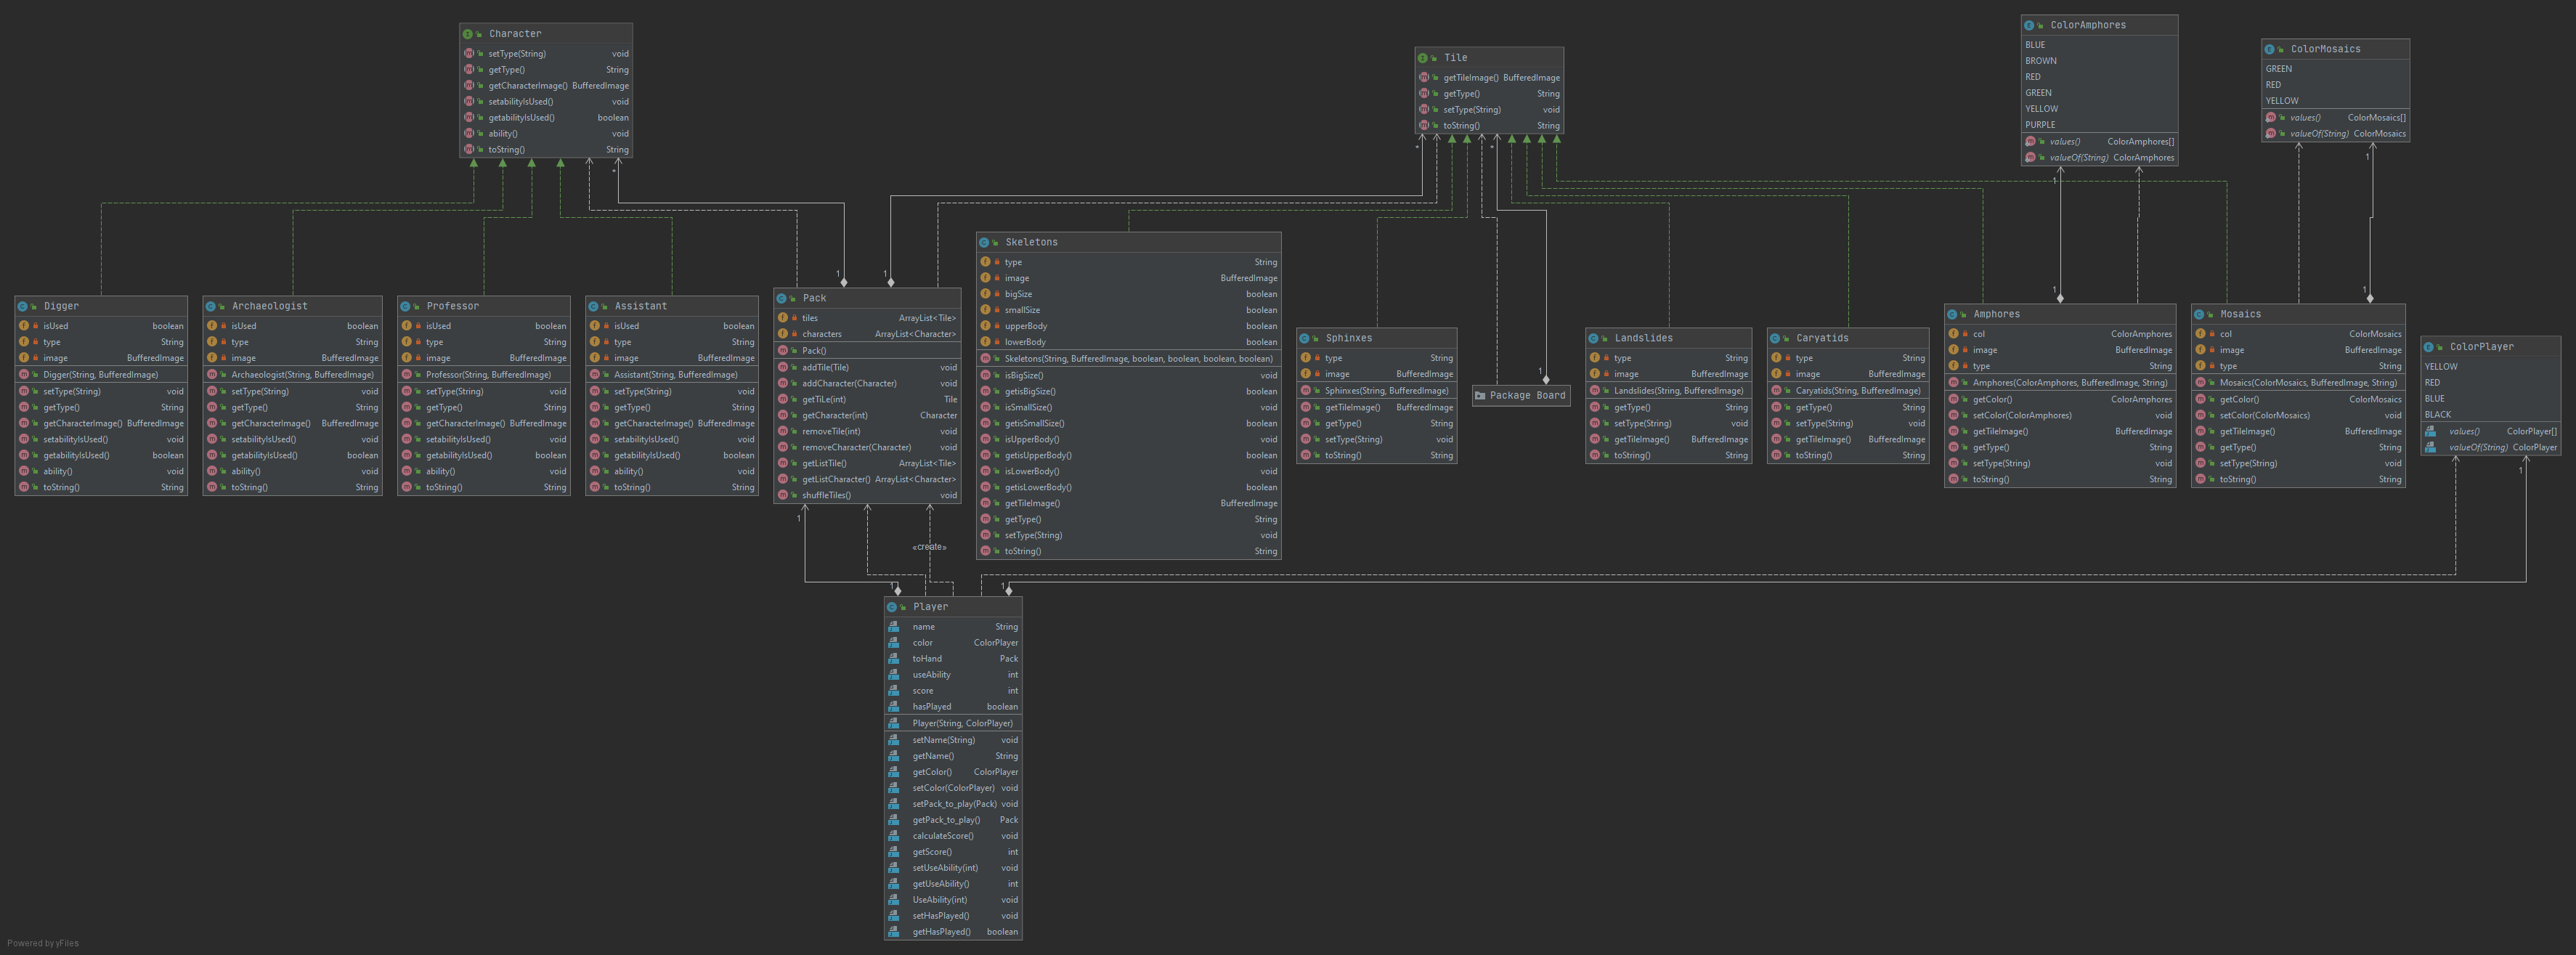 Character
setType(String) void
getType() String
getCharacterImage() BufferedImage
setabilityIsUsed() void
getabilityIsUsed() boolean
ability() void
toString() String
Tile
getTileImage() BufferedImage
getType() String
setType(String) void
toString() String
ColorAmphores
BLUE
BROWN
RED
GREEN
YELLOW
PURPLE
values() ColorAmphores[]
valueOf(String) ColorAmphores
ColorMosaics
GREEN
RED
YELLOW
values() ColorMosaics[]
valueOf(String) ColorMosaics
*
*
*
1
1
1
1
1
1
1
1
Digger
isUsed boolean
type String
image BufferedImage
Digger(String, BufferedImage)
setType(String) void
getType() String
getCharacterImage() BufferedImage
setabilityIsUsed() void
getabilityIsUsed() boolean
ability() void
toString() String
Archaeologist
isUsed boolean
type String
image BufferedImage
Archaeologist(String, BufferedImage)
setType(String) void
getType() String
getCharacterImage() BufferedImage
setabilityIsUsed() void
getabilityIsUsed() boolean
ability() void
toString() String
Professor
isUsed boolean
type String
image BufferedImage
Professor(String, BufferedImage)
setType(String) void
getType() String
getCharacterImage() BufferedImage
setabilityIsUsed() void
getabilityIsUsed() boolean
ability() void
toString() String
Assistant
isUsed boolean
type String
image BufferedImage
Assistant(String, BufferedImage)
setType(String) void
getType() String
getCharacterImage() BufferedImage
setabilityIsUsed() void
getabilityIsUsed() boolean
ability() void
toString() String
Pack
tiles ArrayList<Tile>
characters ArrayList<Character>
Pack()
addTile(Tile) void
addCharacter(Character) void
getTiLe(int) Tile
getCharacter(int) Character
removeTile(int) void
removeCharacter(Character) void
getListTile() ArrayList<Tile>
getListCharacter() ArrayList<Character>
shuffleTiles() void
Skeletons
type String
image BufferedImage
bigSize boolean
smallSize boolean
upperBody boolean
lowerBody boolean
Skeletons(String, BufferedImage, boolean, boolean, boolean, boolean)
isBigSize() void
getisBigSize() boolean
isSmallSize() void
getisSmallSize() boolean
isUpperBody() void
getisUpperBody() boolean
isLowerBody() void
getisLowerBody() boolean
getTileImage() BufferedImage
getType() String
setType(String) void
toString() String
Sphinxes
type String
image BufferedImage
Sphinxes(String, BufferedImage)
getTileImage() BufferedImage
getType() String
setType(String) void
toString() String
Package Board
Landslides
type String
image BufferedImage
Landslides(String, BufferedImage)
getType() String
setType(String) void
getTileImage() BufferedImage
toString() String
Caryatids
type String
image BufferedImage
Caryatids(String, BufferedImage)
getType() String
setType(String) void
getTileImage() BufferedImage
toString() String
Amphores
col ColorAmphores
image BufferedImage
type String
Amphores(ColorAmphores, BufferedImage, String)
getColor() ColorAmphores
setColor(ColorAmphores) void
getTileImage() BufferedImage
getType() String
setType(String) void
toString() String
Mosaics
col ColorMosaics
image BufferedImage
type String
Mosaics(ColorMosaics, BufferedImage, String)
getColor() ColorMosaics
setColor(ColorMosaics) void
getTileImage() BufferedImage
getType() String
setType(String) void
toString() String
ColorPlayer
YELLOW
RED
BLUE
BLACK
values() ColorPlayer[]
valueOf(String) ColorPlayer
1
1
«create»
1
1
Player
name String
color ColorPlayer
toHand Pack
useAbility int
score int
hasPlayed boolean
Player(String, ColorPlayer)
setName(String) void
getName() String
getColor() ColorPlayer
setColor(ColorPlayer) void
setPack_to_play(Pack) void
getPack_to_play() Pack
calculateScore() void
getScore() int
setUseAbility(int) void
getUseAbility() int
UseAbility(int) void
setHasPlayed() void
getHasPlayed() boolean
Powered by yFiles